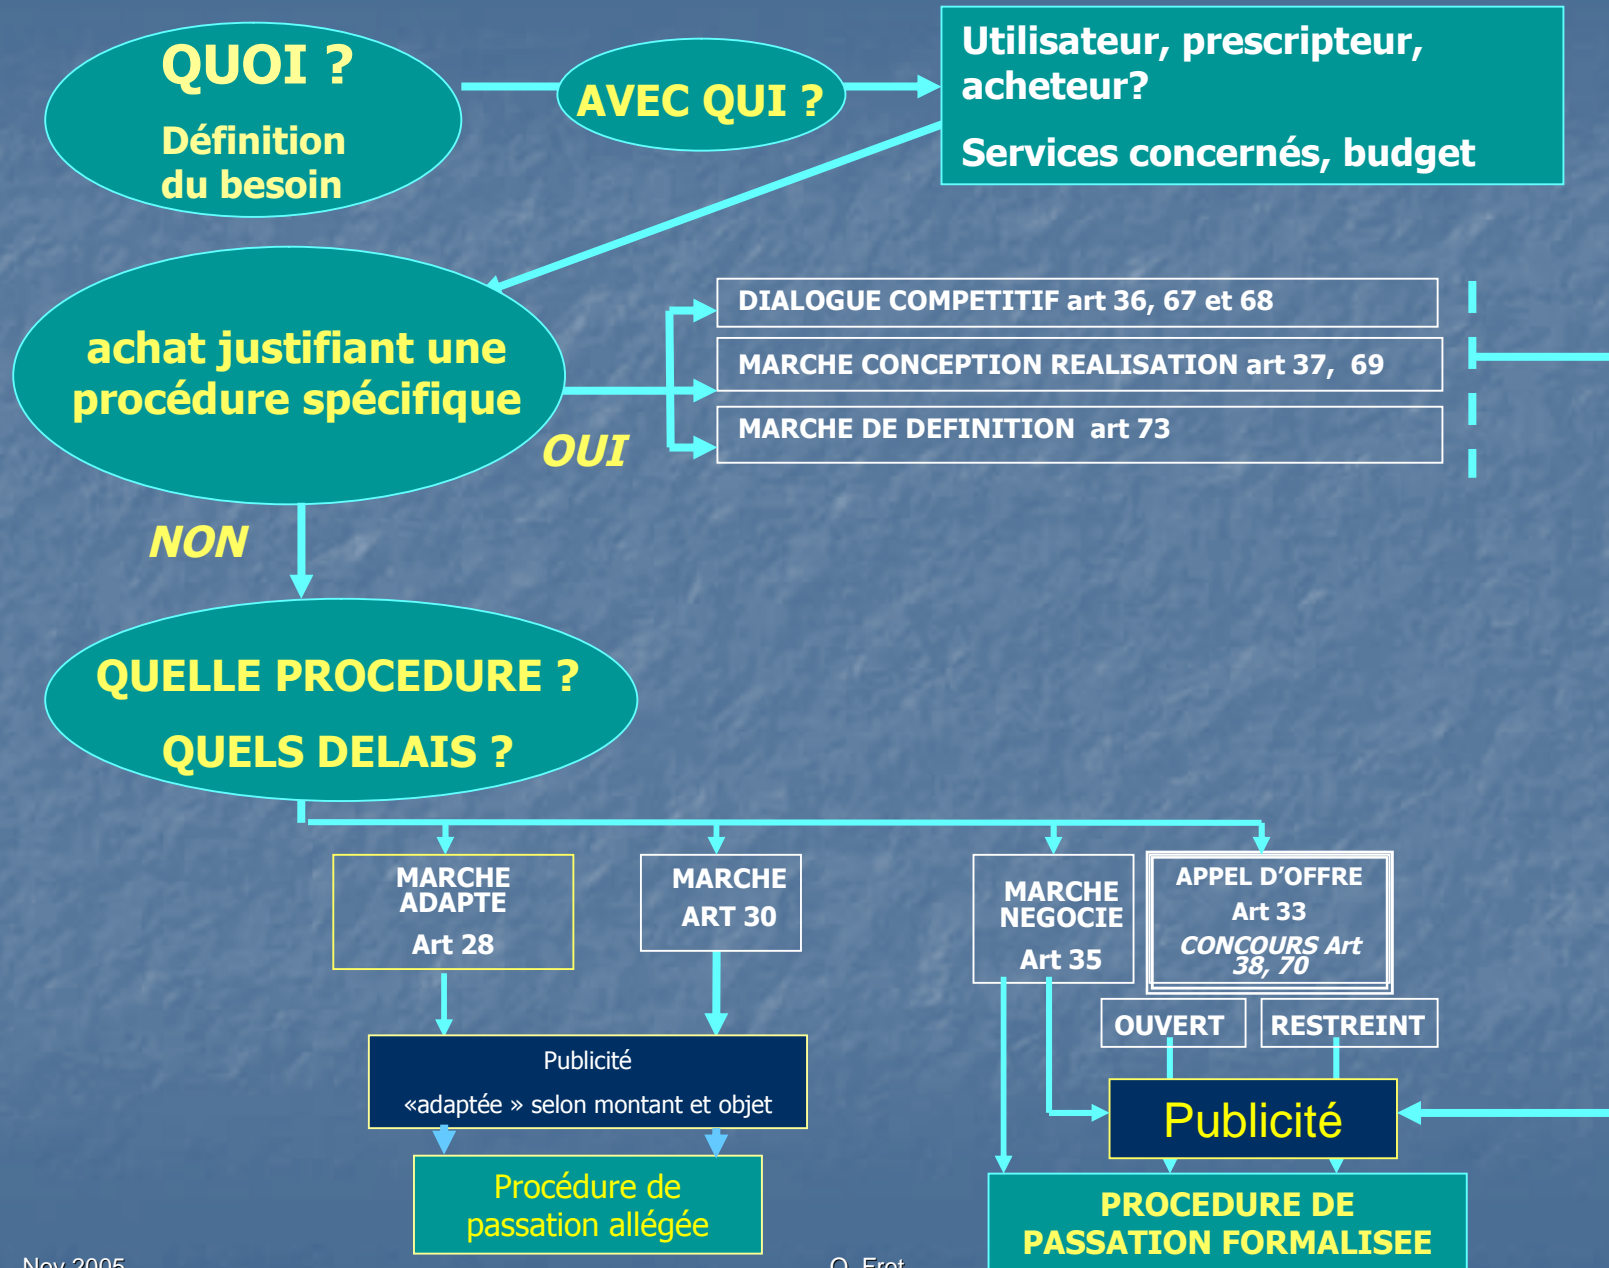 QUOI ?
Définition
du besoin
AVEC QUI ?
Utilisateur, prescripteur,
acheteur?
Services concernés, budget
achat justifiant une
procédure spécifique
OUI
DIALOGUE COMPETITIF art 36, 67 et 68
MARCHE CONCEPTION REALISATION art 37, 69
MARCHE DE DEFINITION art 73
NON
QUELLE PROCEDURE ?
QUELS DELAIS ?
MARCHE
ADAPTE
Art 28
MARCHE
ART 30
MARCHE
NEGOCIE
Art 35
APPEL D’OFFRE
Art 33
CONCOURS Art
38, 70
OUVERT
RESTREINT
Publicité
«adaptée » selon montant et objet
Publicité
Procédure de
passation allégée
PROCEDURE DE
PASSATION FORMALISEE
Nov 2005
O. Frot